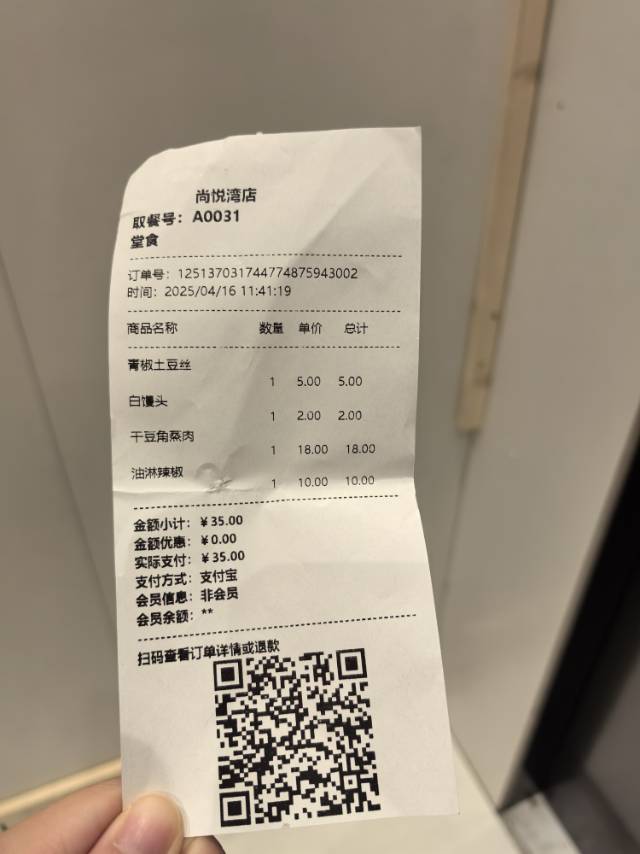 尚悦湾店
取餐号：A0031
堂食
订单号：125137031744774875943002
时间：2025/04/16 11:41:19
商品名称 数量 单价 总计
青椒土豆丝
1 5.00 5.00
白馒头
1 2.00 2.00
干豆角蒸肉
1 18.00 18.00
油淋辣椒
1 10.00 10.00
金额小计：￥35.00
金额优惠：￥0.00
实际支付：￥35.00
支付方式：支付宝
会员信息：非会员
会员余额：**
扫码查看订单详情或退款